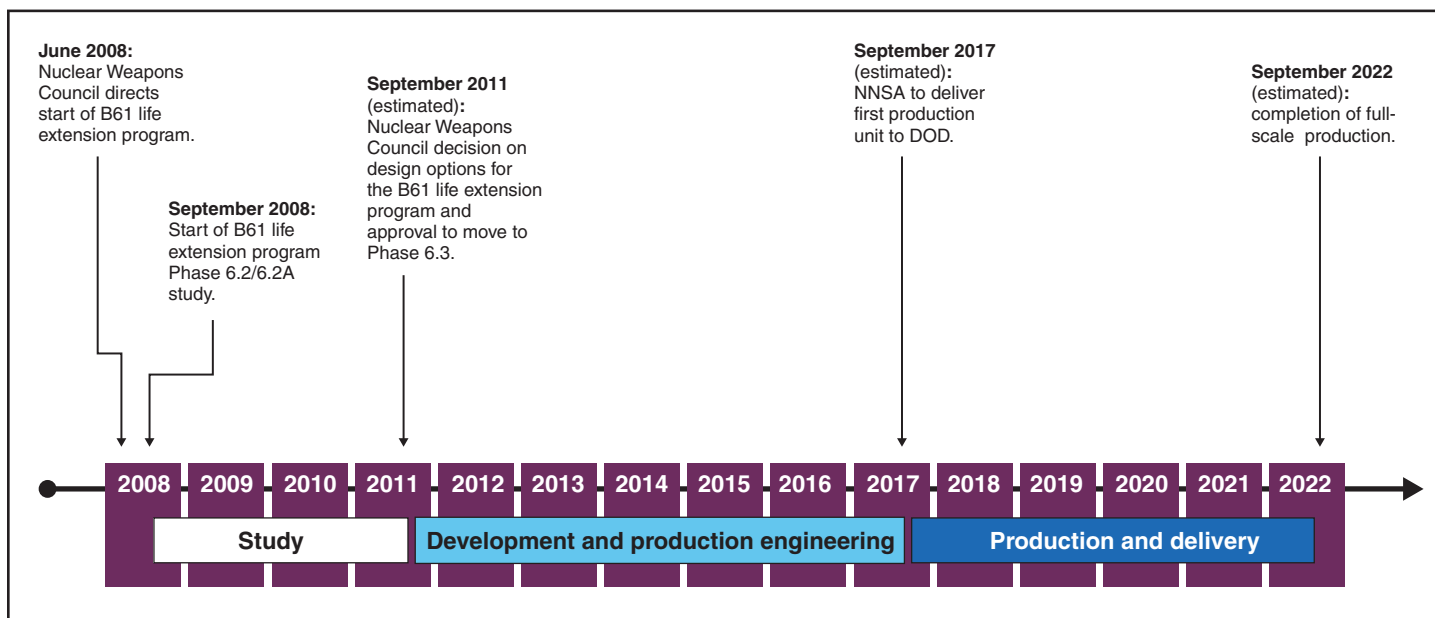 June 2008:
Nuclear Weapons
Council directs
start of B61 life
extension program.
September 2008:
Start of B61 life
extension program
Phase 6.2/6.2A
study.
September 2011
(estimated):
Nuclear Weapons
Council decision on
design options for
the B61 life extension
program and
approval to move to
Phase 6.3.
September 2017
(estimated):
NNSA to deliver
first production
unit to DOD.
September 2022
(estimated):
completion of full-
scale production.
2008 2009 2010 2011 2012 2013 2014 2015 2016 2017 2018 2019 2020 2021 2022
Study Development and production engineering Production and delivery